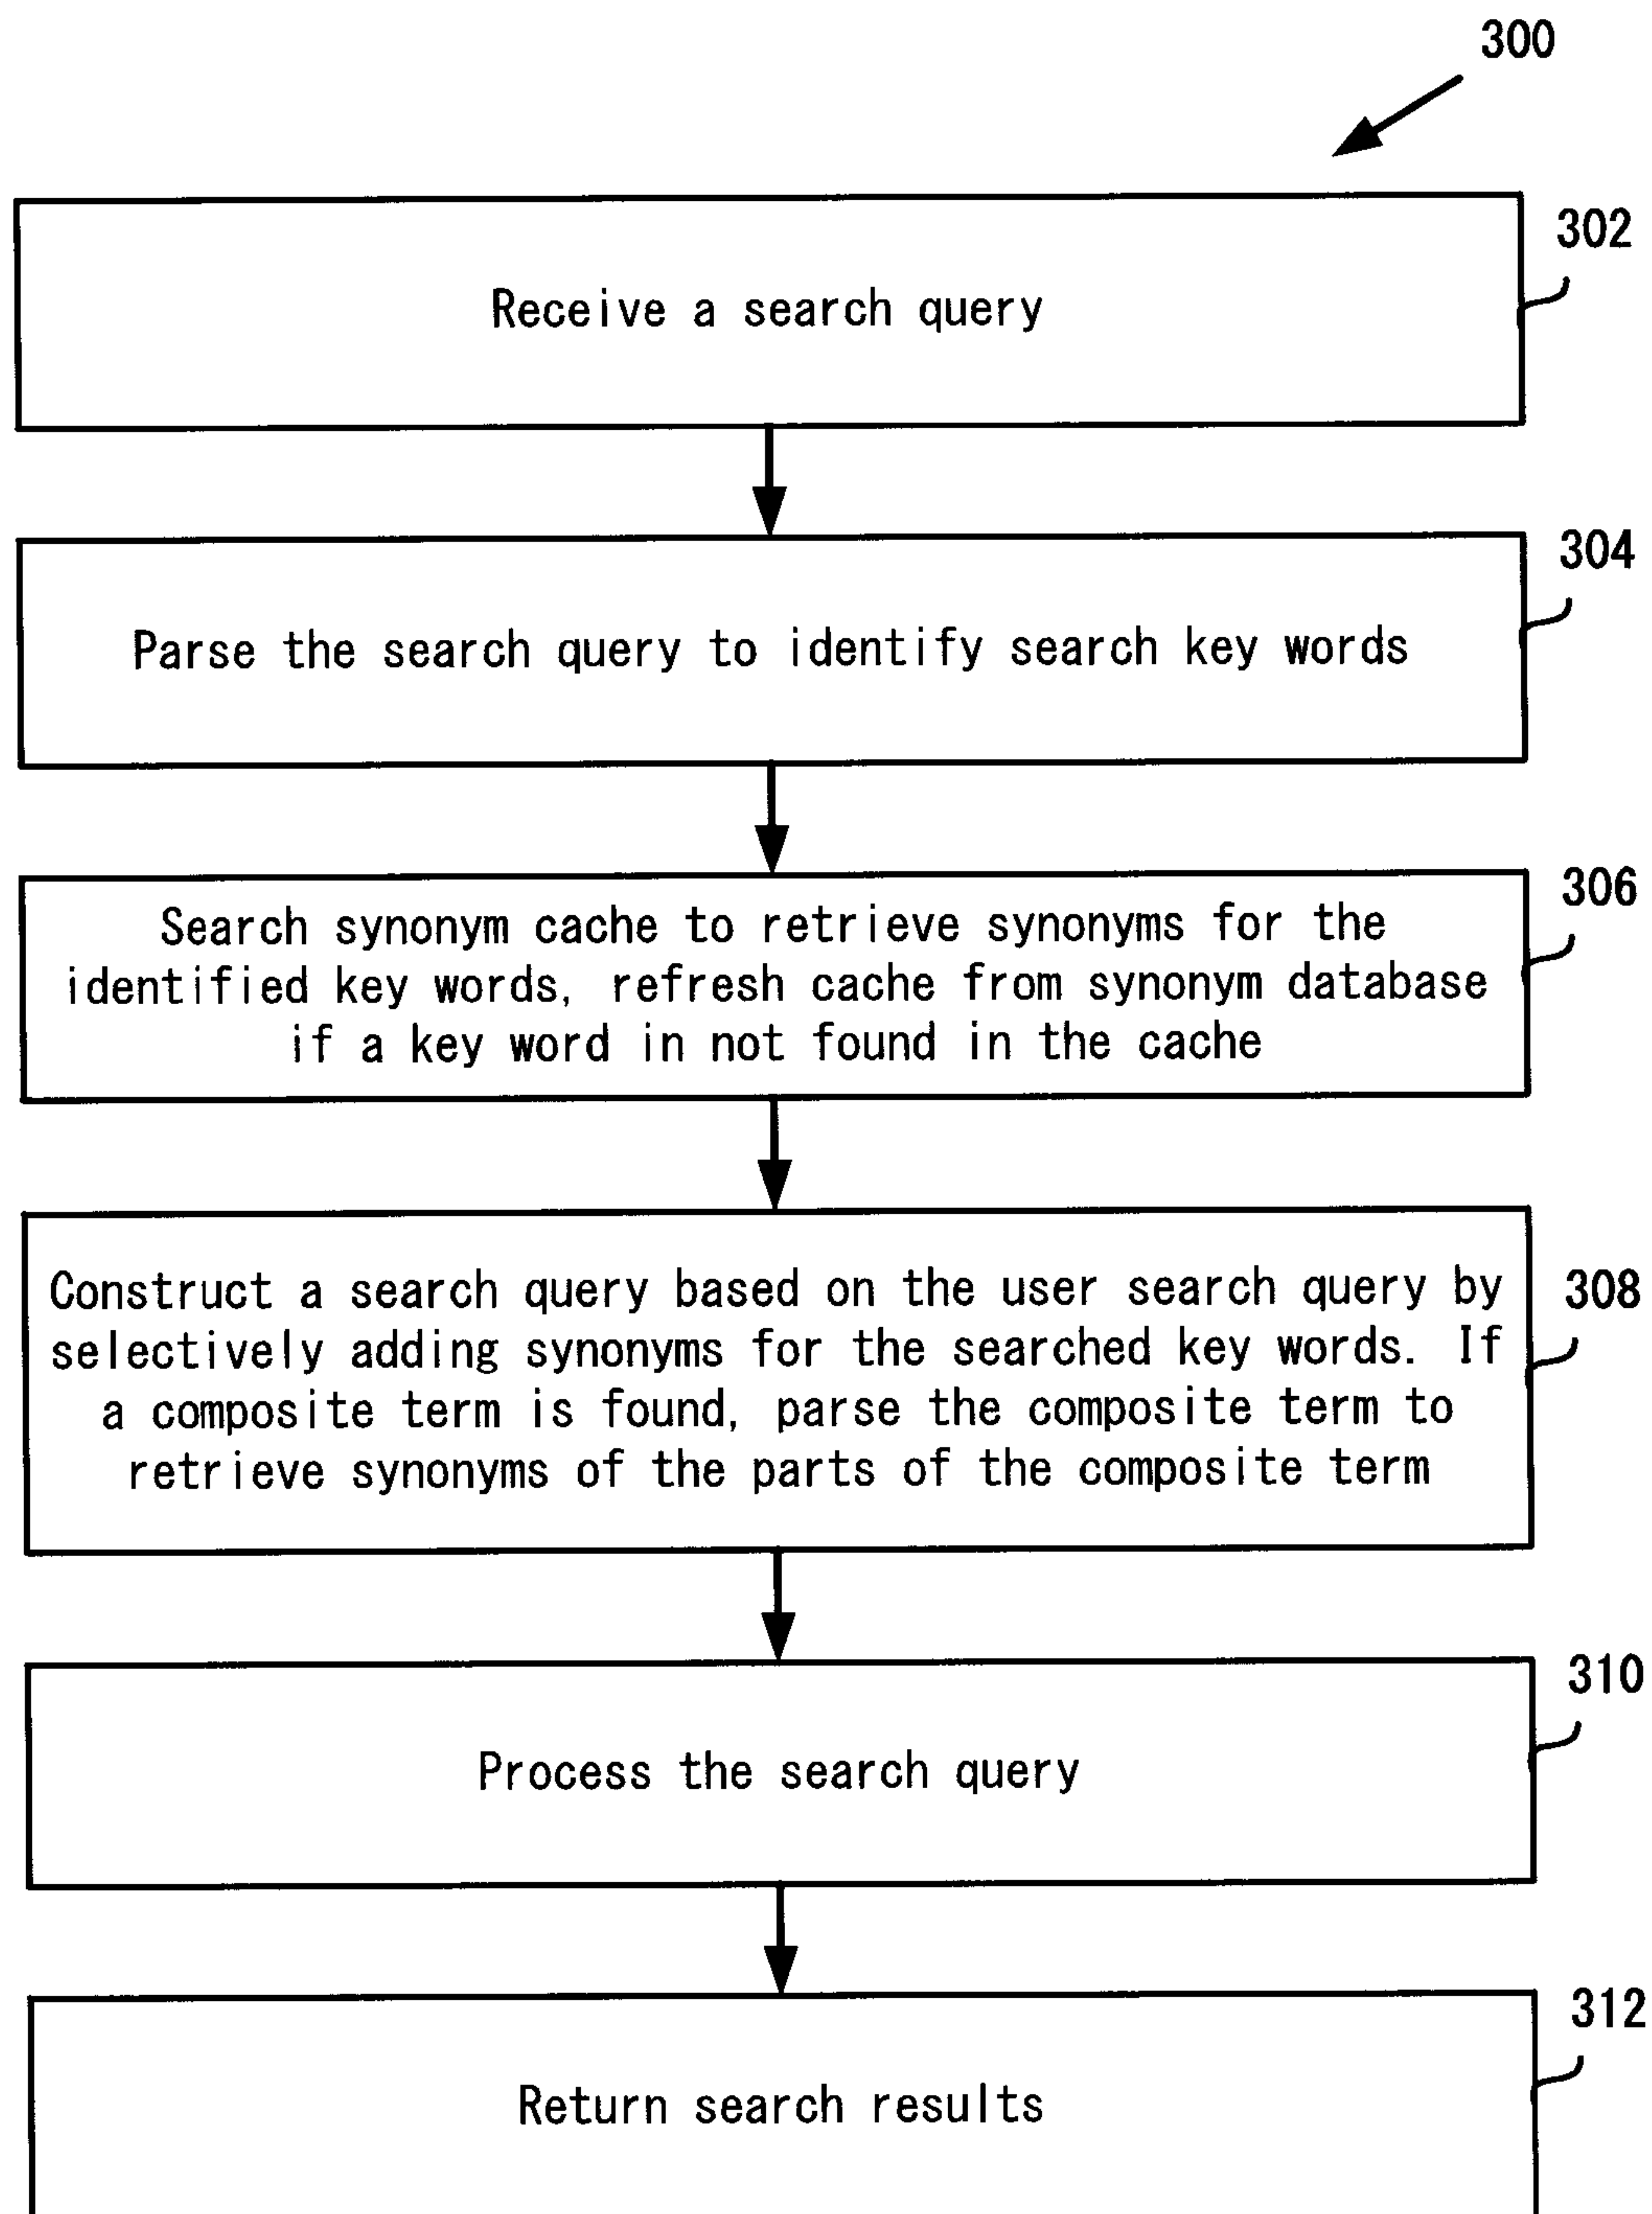 300
302
Receive a search query
304
Parse the search query to identify search key words
306
Search synonym cache to retrieve synonyms for the
identified key words, refresh cache from synonym database
if a key word in not found in the cache
308
Construct a search query based on the user search query by
selectively adding synonyms for the searched key words. If
a composite term is found, parse the composite term to
retrieve synonyms of the parts of the composite term
310
Process the search query
312
Return search results